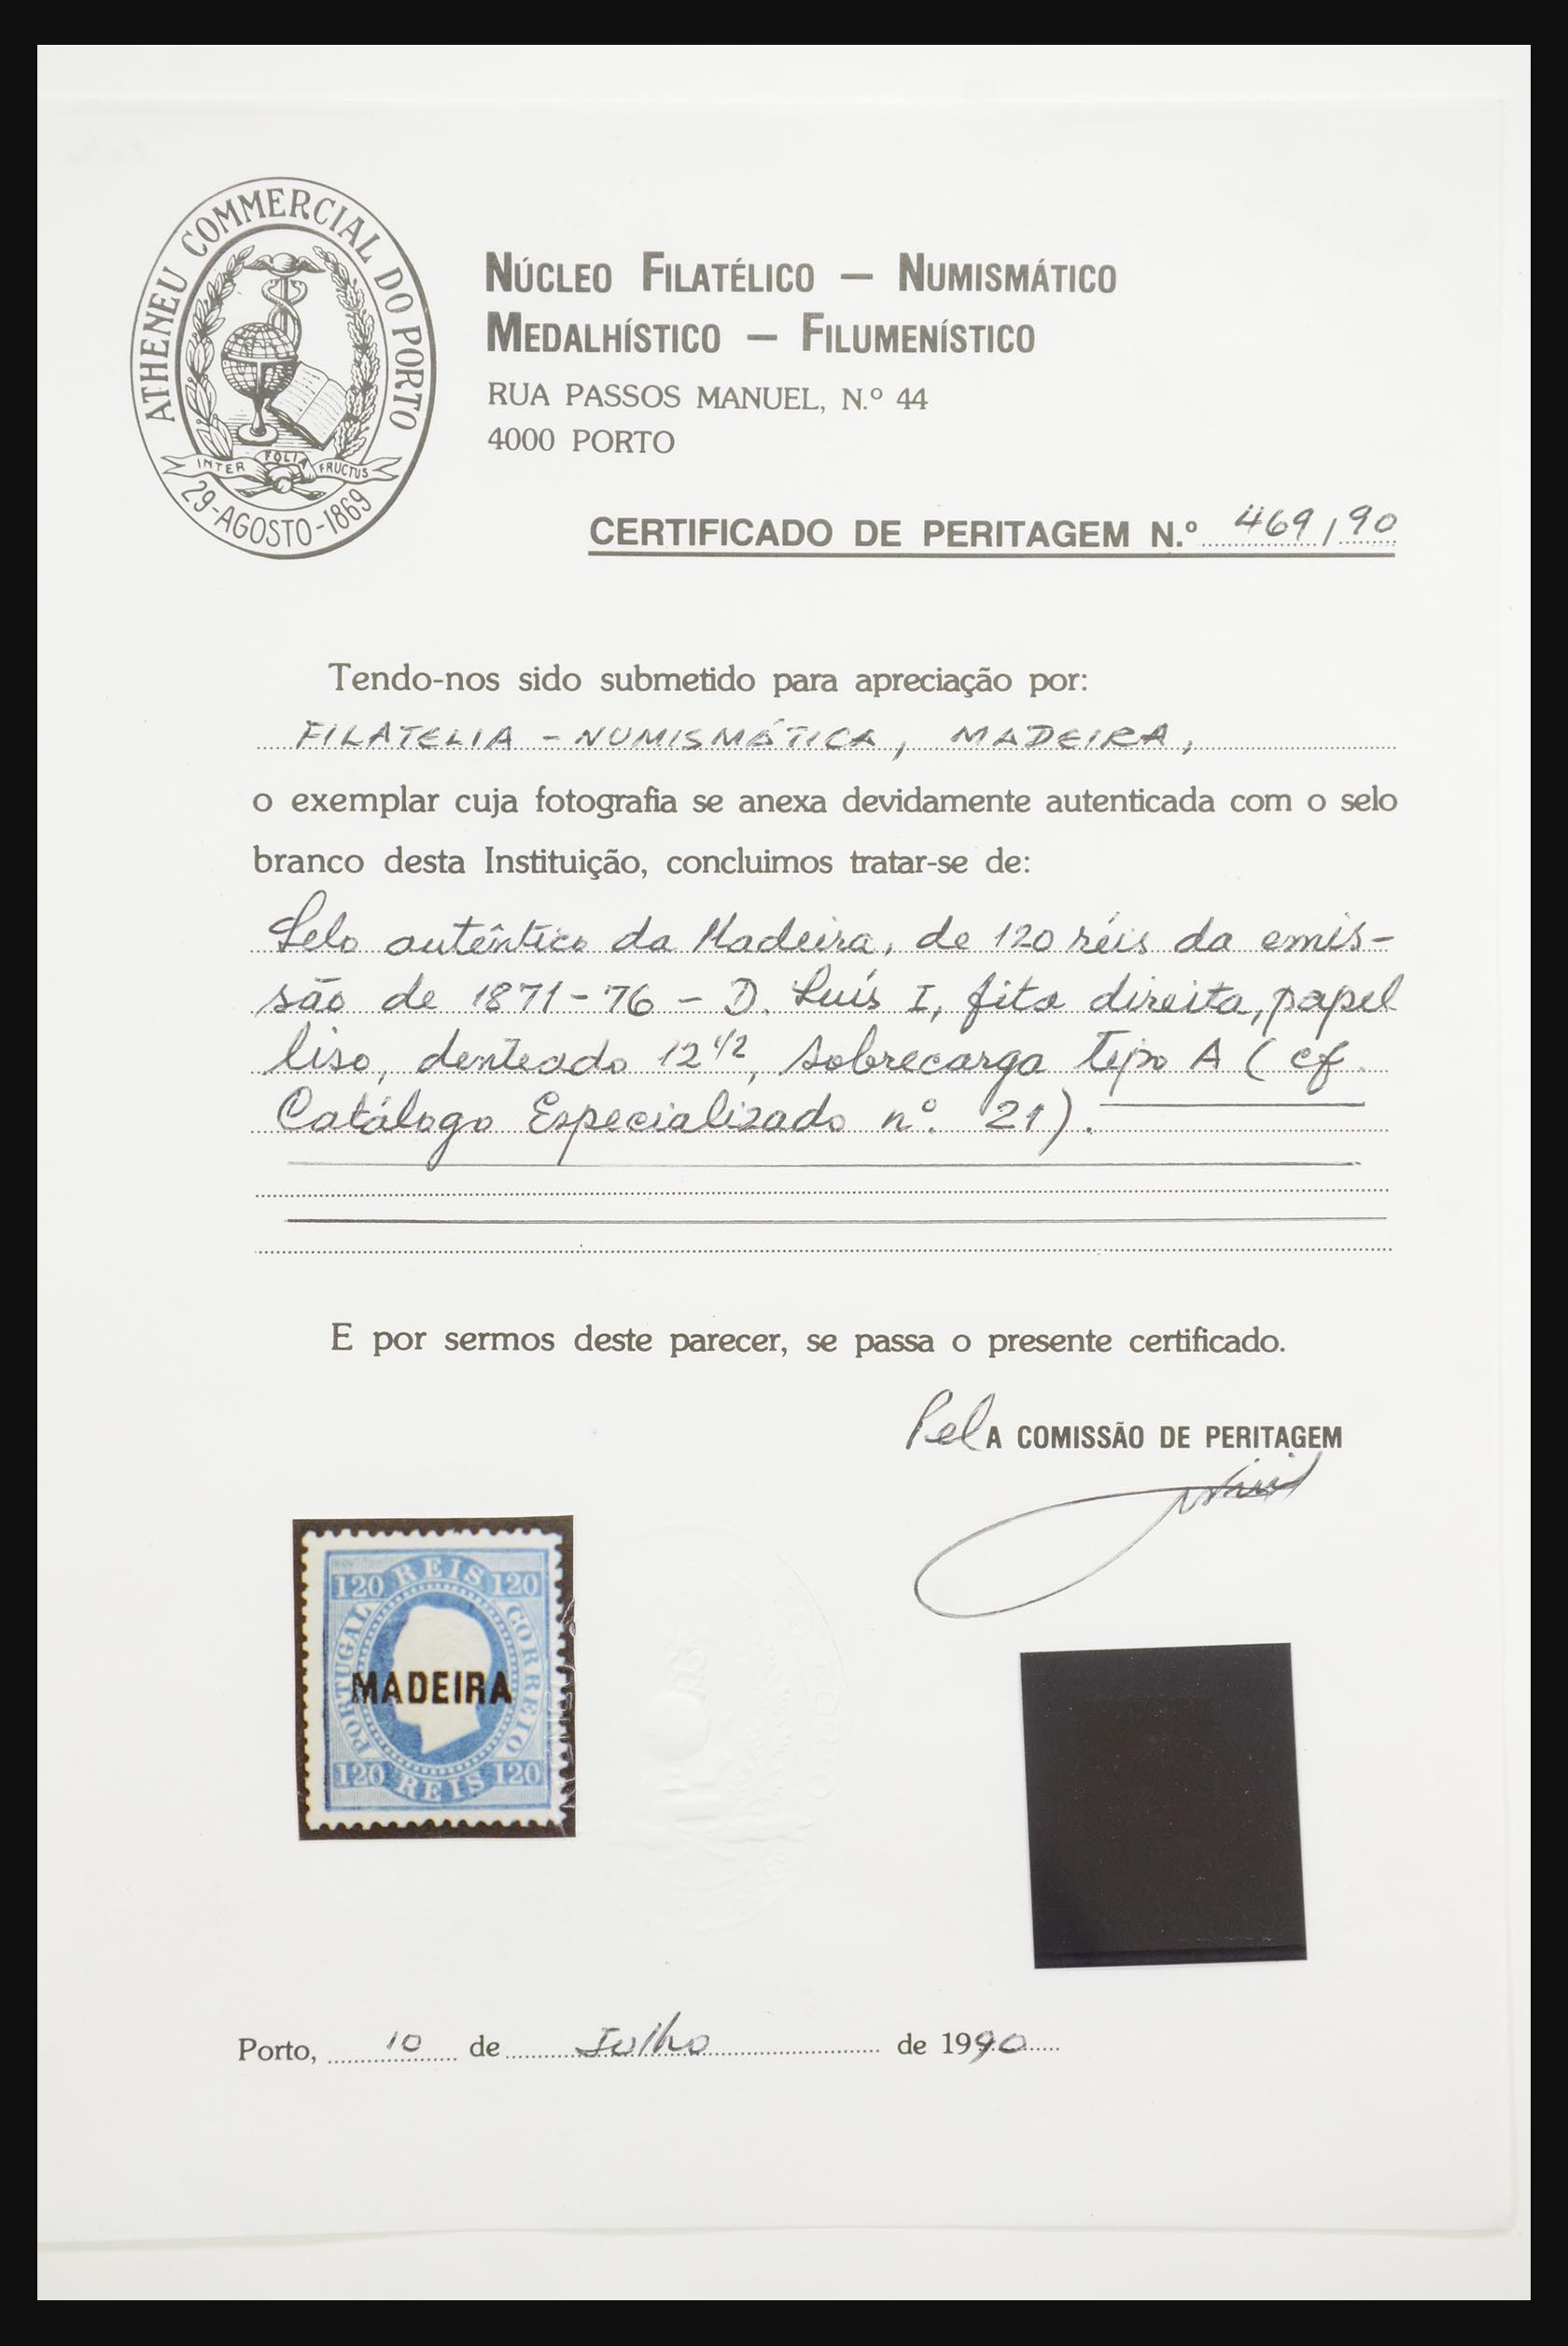 ATHENEU COMMERCIAL DO PORTO
INTER FOLIA FRUCTUS
29-AGOSTO-1869
NÚCLEO FILATÉLICO — NUMISMÁTICO
MEDALHÍSTICO — FILUMENÍSTICO
RUA PASSOS MANUEL, N.º 44
4000 PORTO
CERTIFICADO DE PERITAGEM N.º 469/90
Tendo-nos sido submetido para apreciação por:
FILATELIA - NUMISMÁTICA, MADEIRA,
o exemplar cuja fotografia se anexa devidamente autenticada com o selo
branco desta Instituição, concluimos tratar-se de:
Selo autêntico da Madeira, de 120 réis da emis-
são de 1871-76 - D. Luís I, fita direita, papel
liso, denteado 12 1/2, sobrecarga tipo A (cf
Catálogo Especializado nº. 21).
E por sermos deste parecer, se passa o presente certificado.
Pel A COMISSÃO DE PERITAGEM
120 REIS 120
PORTUGAL
CORREIO
MADEIRA
120 REIS 120
Porto, 10 de Julho de 1990